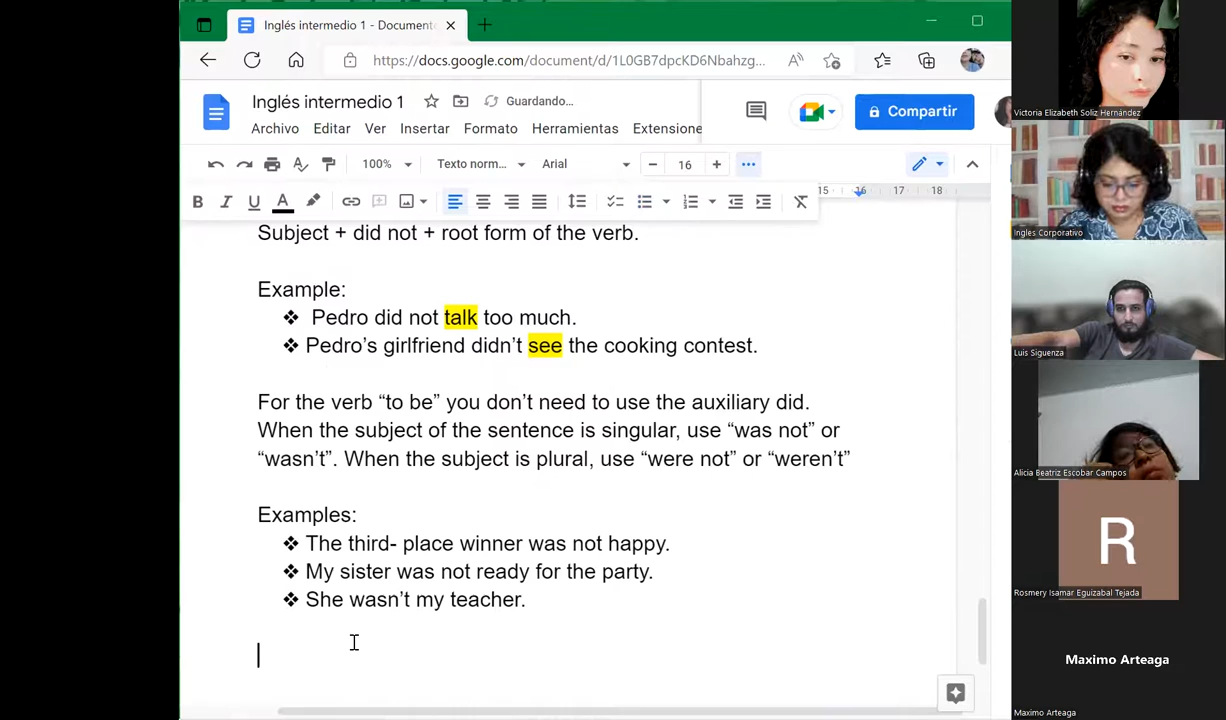 Inglés intermedio 1 - Documente
https://docs.google.com/document/d/1L0GB7dpcKD6Nbahzg...
Inglés intermedio 1
Guardando...
Compartir
Archivo Editar Ver Insertar Formato Herramientas Extensione
100% Texto norm... Arial 16
15 16 17 18
Subject + did not + root form of the verb.
Example:
❖ Pedro did not talk too much.
❖ Pedro’s girlfriend didn’t see the cooking contest.
For the verb “to be” you don’t need to use the auxiliary did.
When the subject of the sentence is singular, use “was not” or
“wasn’t”. When the subject is plural, use “were not” or “weren’t”
Examples:
❖ The third- place winner was not happy.
❖ My sister was not ready for the party.
❖ She wasn’t my teacher.
Victoria Elizabeth Soliz Hernández
Ingles Corporativo
Luis Siguenza
Alicia Beatriz Escobar Campos
R
Rosmery Isamar Eguizabal Tejada
Maximo Arteaga
Maximo Arteaga